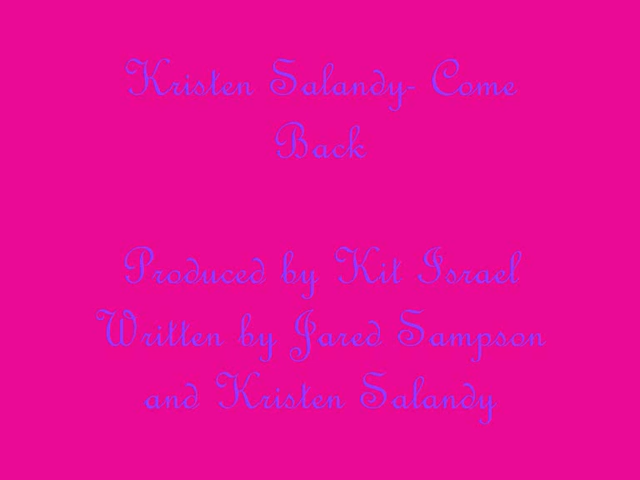 Kristen Salandy- Come
Back
Produced by Kit Israel
Written by Jared Sampson
and Kristen Salandy